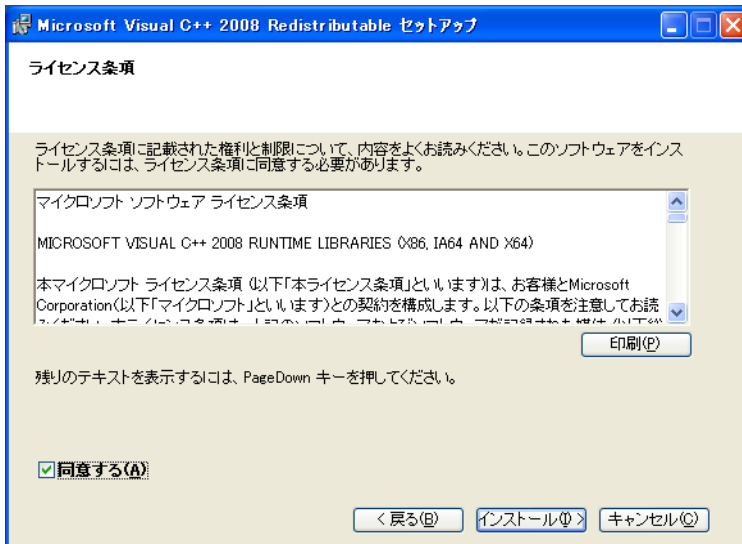 Microsoft Visual C++ 2008 Redistributable セットアップ
ライセンス条項
ライセンス条項に記載された権利と制限について、内容をよくお読みください。このソフトウェアをインス
トールするには、ライセンス条項に同意する必要があります。
マイクロソフト ソフトウェア ライセンス条項
MICROSOFT VISUAL C++ 2008 RUNTIME LIBRARIES (X86, IA64 AND X64)
本マイクロソフト ライセンス条項 (以下「本ライセンス条項」といいます)は、お客様とMicrosoft
Corporation(以下「マイクロソフト」といいます)との契約を構成します。以下の条項を注意してお読
印刷(P)
残りのテキストを表示するには、PageDown キーを押してください。
同意する(A)
< 戻る(B)
インストール(I) >
キャンセル(C)